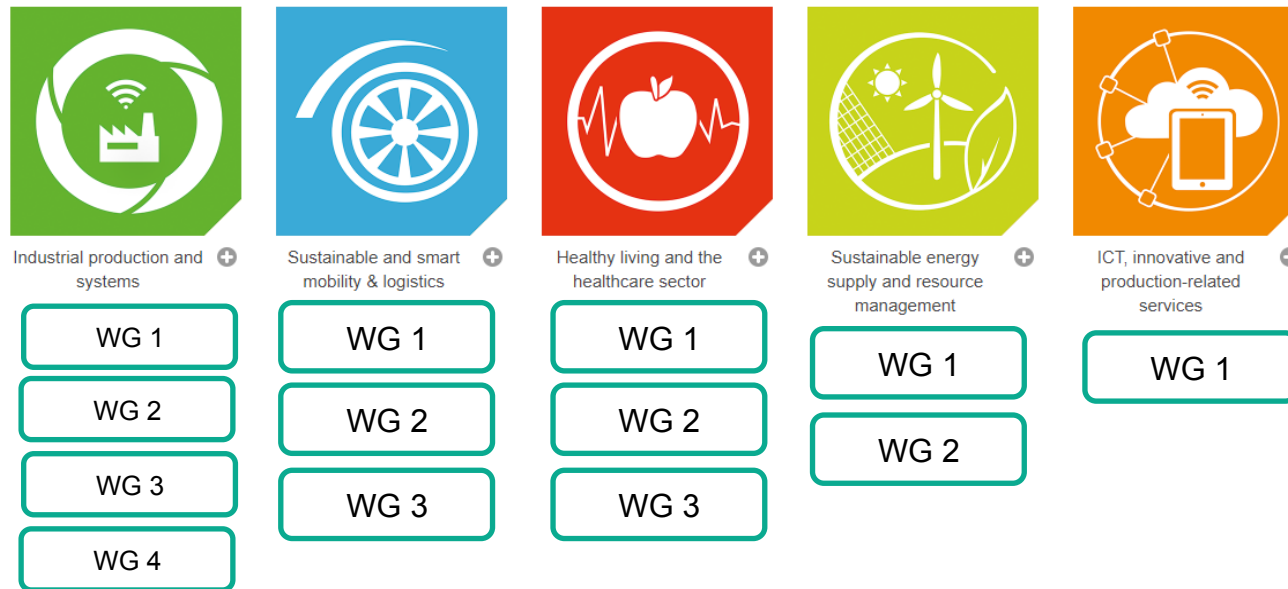 Industrial production and
systems
WG 1
WG 2
WG 3
WG 4
Sustainable and smart
mobility & logistics
WG 1
WG 2
WG 3
Healthy living and the
healthcare sector
WG 1
WG 2
WG 3
Sustainable energy
supply and resource
management
WG 1
WG 2
ICT, innovative and
production-related
services
WG 1